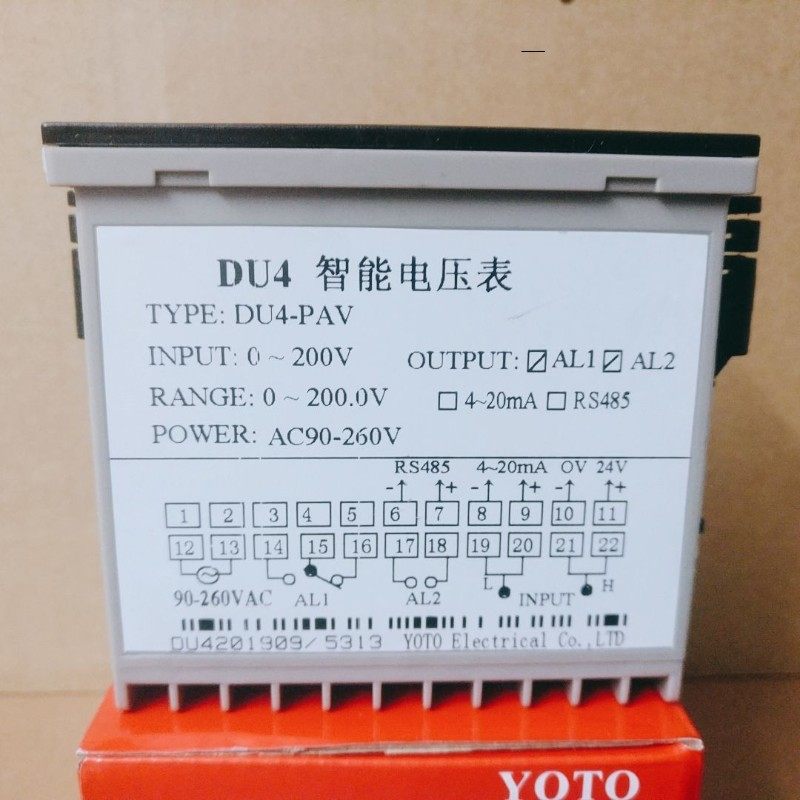 DU4 智能电压表
TYPE: DU4-PAV
INPUT: 0 ~ 200V
OUTPUT: ☑ AL1 ☑ AL2
RANGE: 0 ~ 200.0V
☐ 4~20mA ☐ RS485
POWER: AC90-260V
RS485 4~20mA 0V 24V
- + - + - +
1 2 3 4 5 6 7 8 9 10 11
12 13 14 15 16 17 18 19 20 21 22
90-260VAC AL1 AL2 L INPUT H
DU4201909/5313 YOTO Electrical Co.,LTD
YOTO